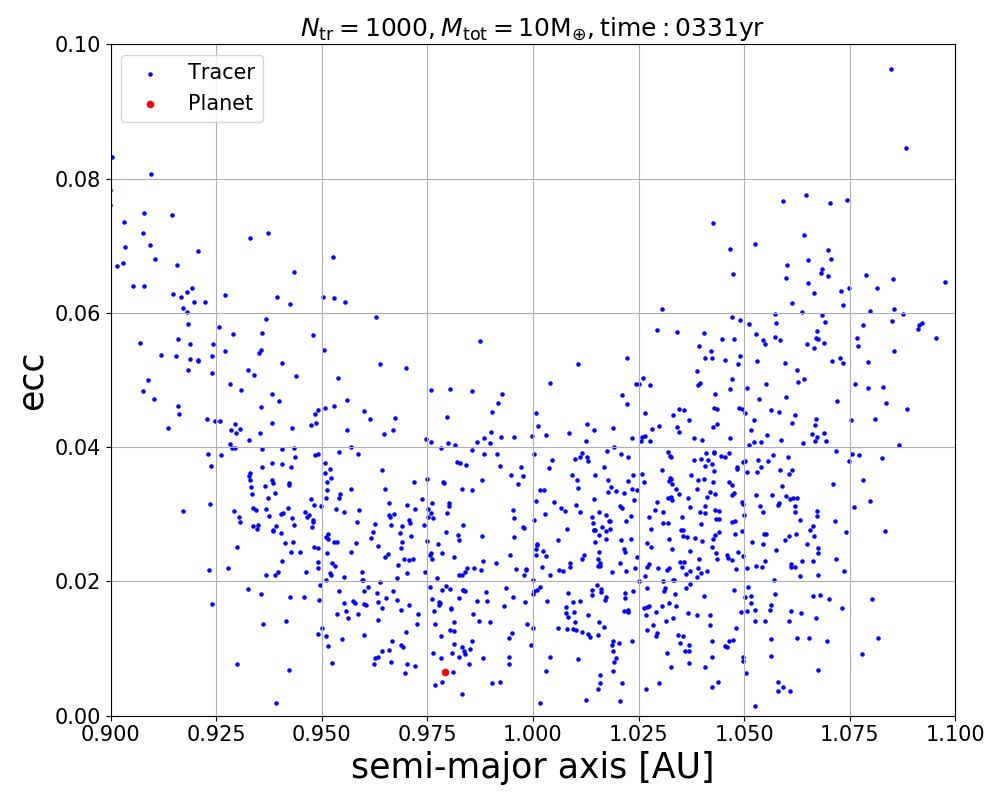 N_tr = 1000, M_tot = 10M_⊕, time : 0331yr
Tracer
Planet
0.10
0.08
0.06
0.04
0.02
0.00
ecc
0.900 0.925 0.950 0.975 1.000 1.025 1.050 1.075 1.100
semi-major axis [AU]